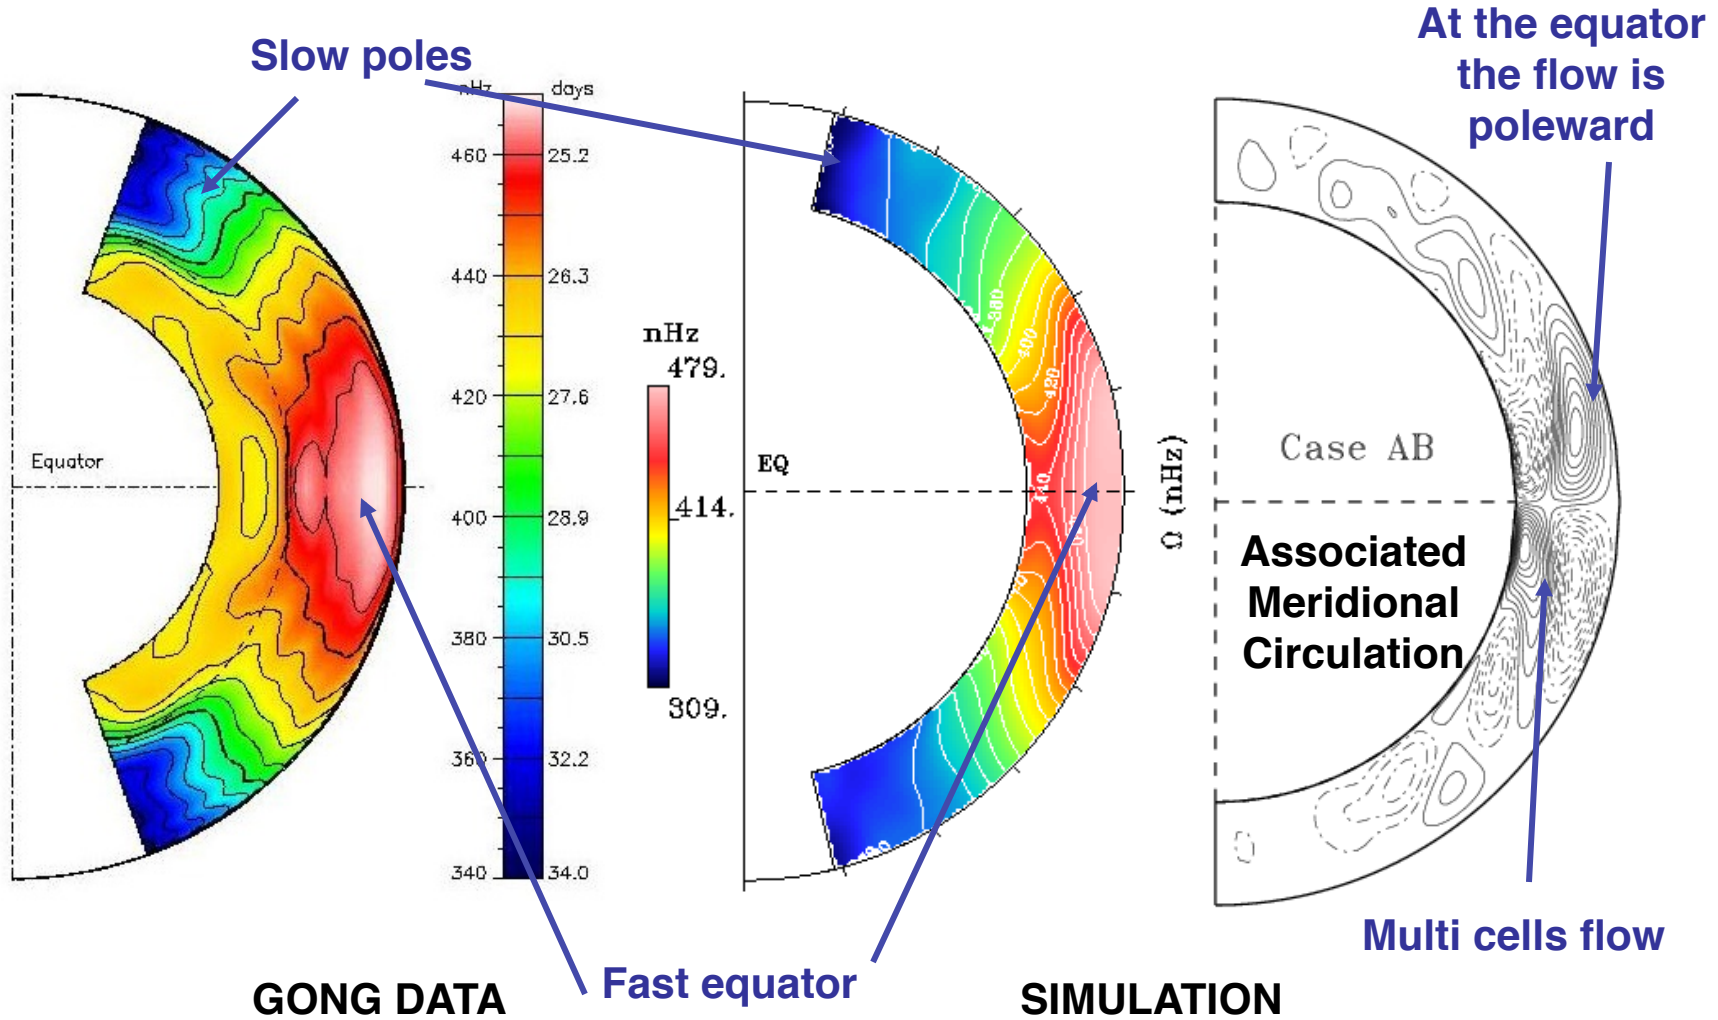 Slow poles
At the equator
the flow is
poleward
nHz
days
460
25.2
440
26.3
420
27.6
400
28.9
380
30.5
360
32.2
340
34.0
Equator
nHz
479.
414.
309.
EQ
380
400
420
440
Ω (nHz)
Case AB
Associated
Meridional
Circulation
Multi cells flow
Fast equator
GONG DATA
SIMULATION